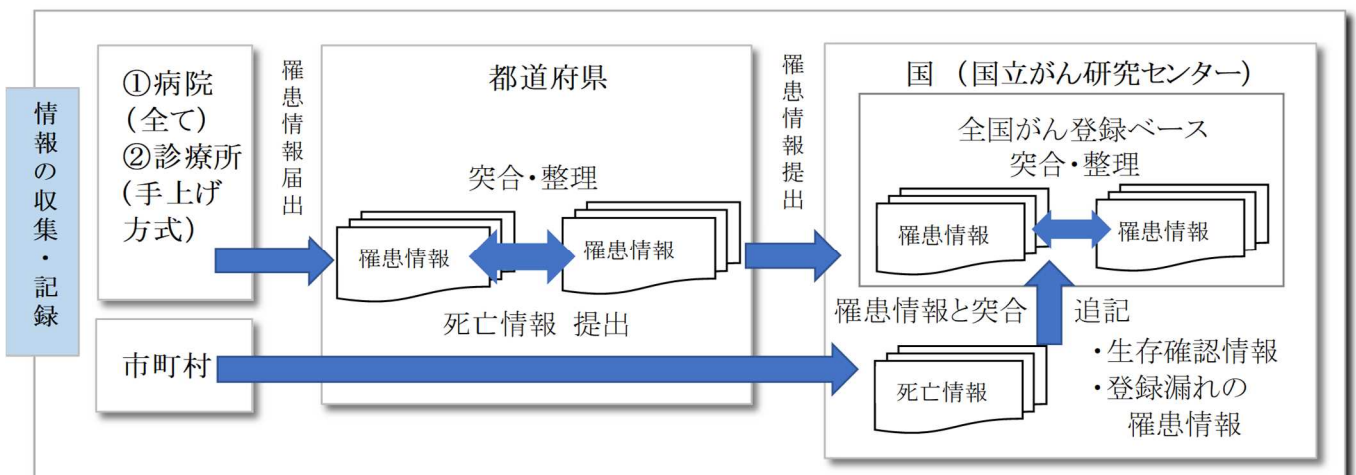 情報の収集・記録
①病院
(全て)
②診療所
(手上げ
方式)
市町村
罹患情報届出
都道府県
突合・整理
罹患情報
罹患情報
死亡情報 提出
罹患情報提出
国 (国立がん研究センター)
全国がん登録ベース
突合・整理
罹患情報
罹患情報
罹患情報と突合
追記
死亡情報
・生存確認情報
・登録漏れの
罹患情報